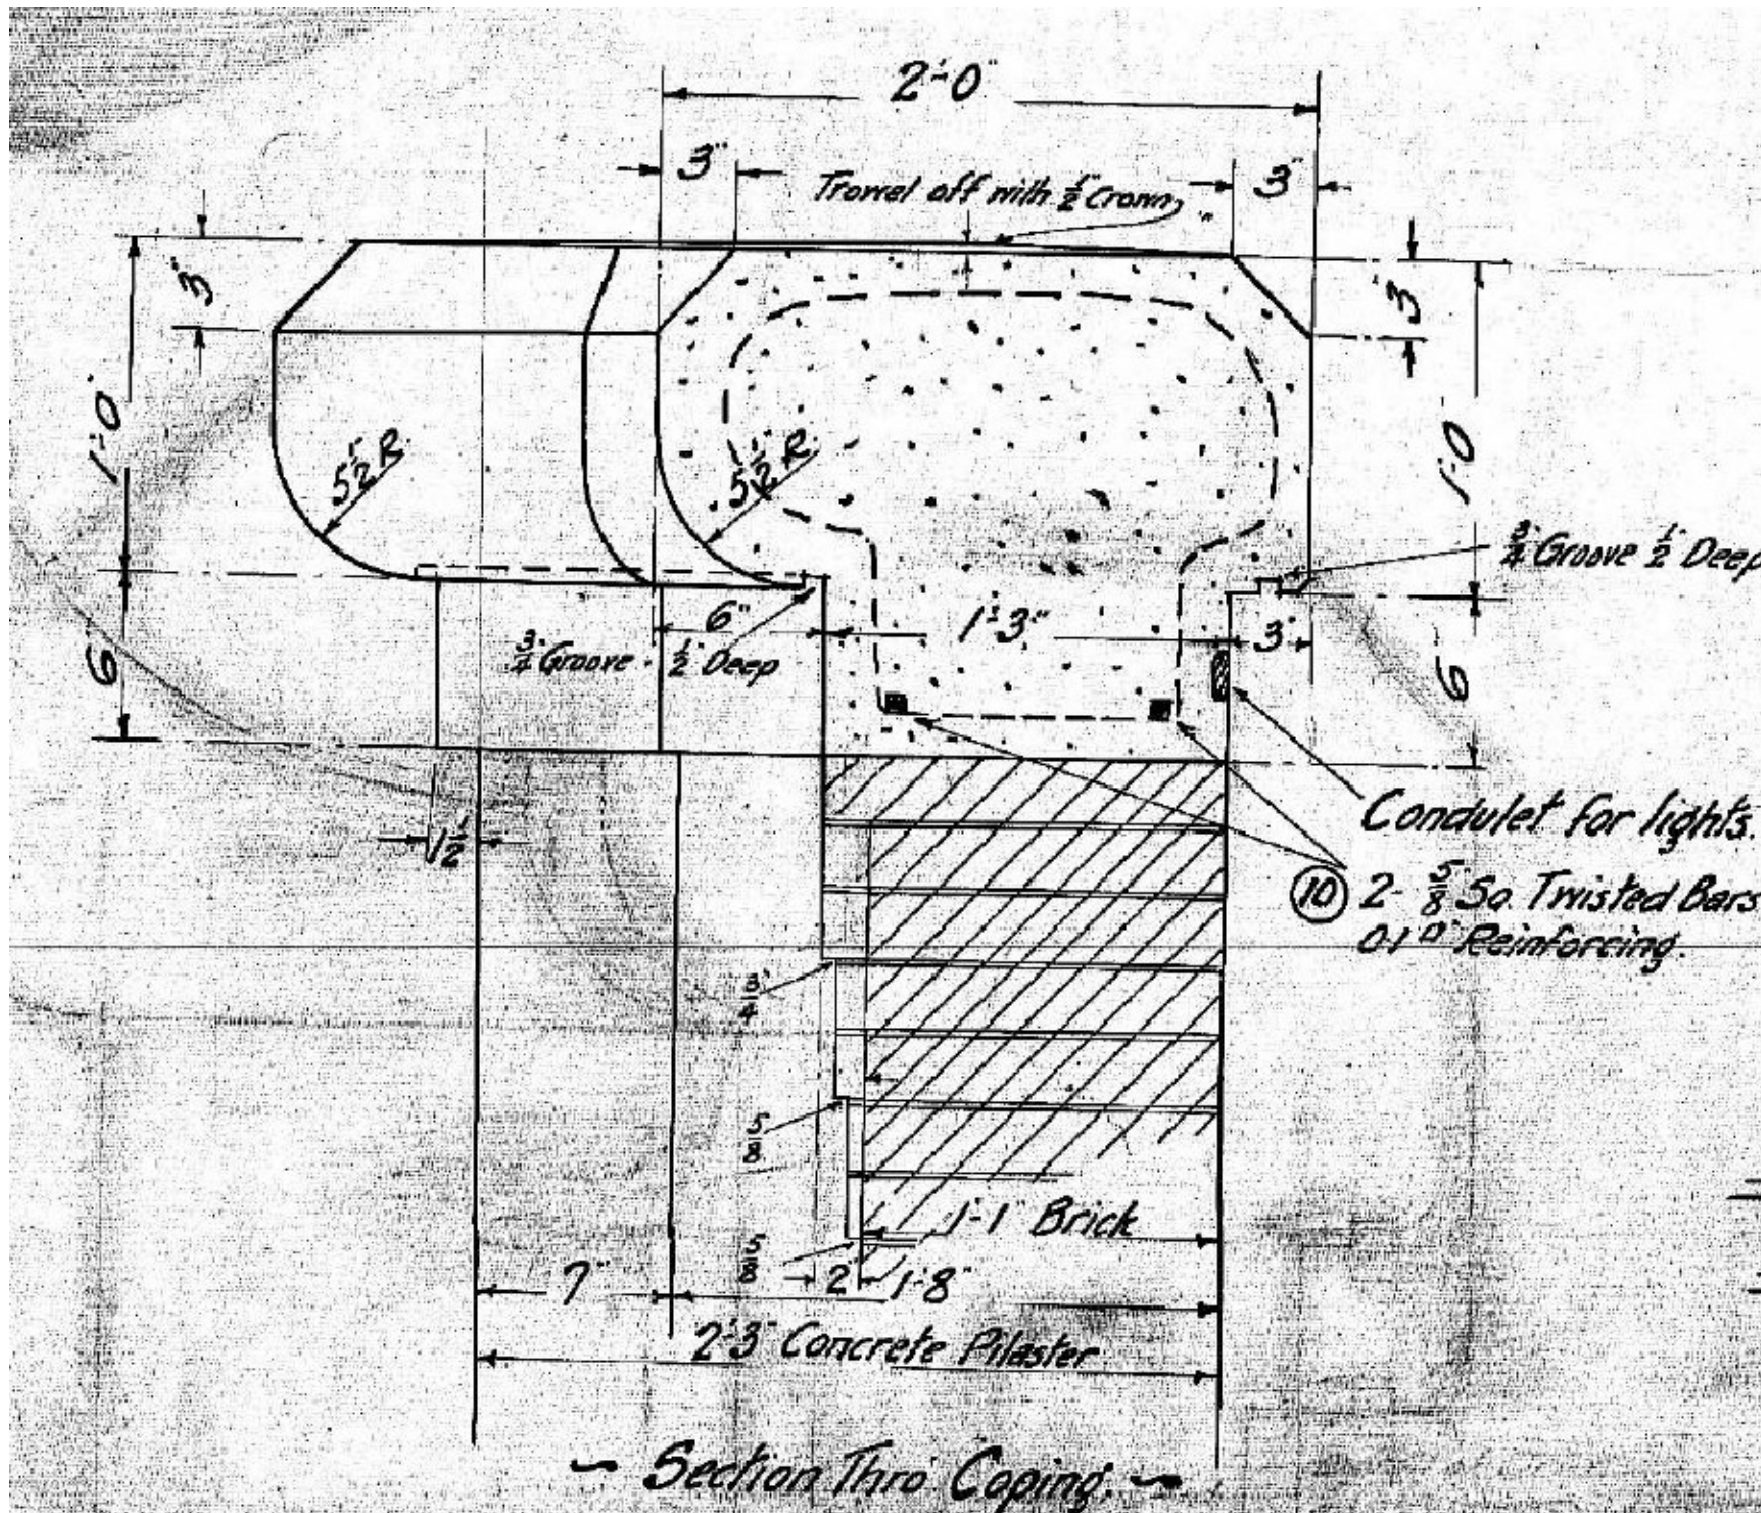 2'-0"
3"
Trowel off with ½" Crown
3"
3"
3
1'-0"
1'-0
5½ R.
5½" R.
¾" Groove ½" Deep
6"
1'-3"
3"
¾" Groove - ½" Deep
6"
6
1½
Condulet for lights.
⑩ 2- ⅝" Sq. Twisted Bars
0.1 □" Reinforcing.
¾"
⅝
1'-1" Brick
⅝
2"
1'-8"
7"
2'-3" Concrete Pilaster
~ Section Thro' Coping. ~